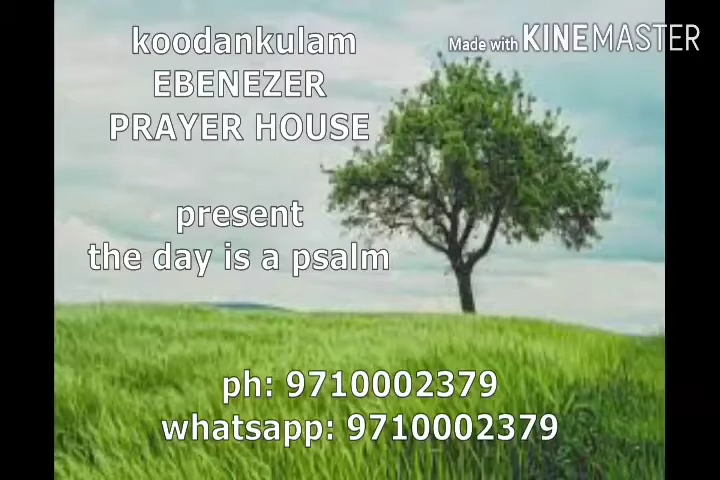 koodankulam
Made with KINEMASTER
EBENEZER
PRAYER HOUSE
present
the day is a psalm
ph: 9710002379
whatsapp: 9710002379